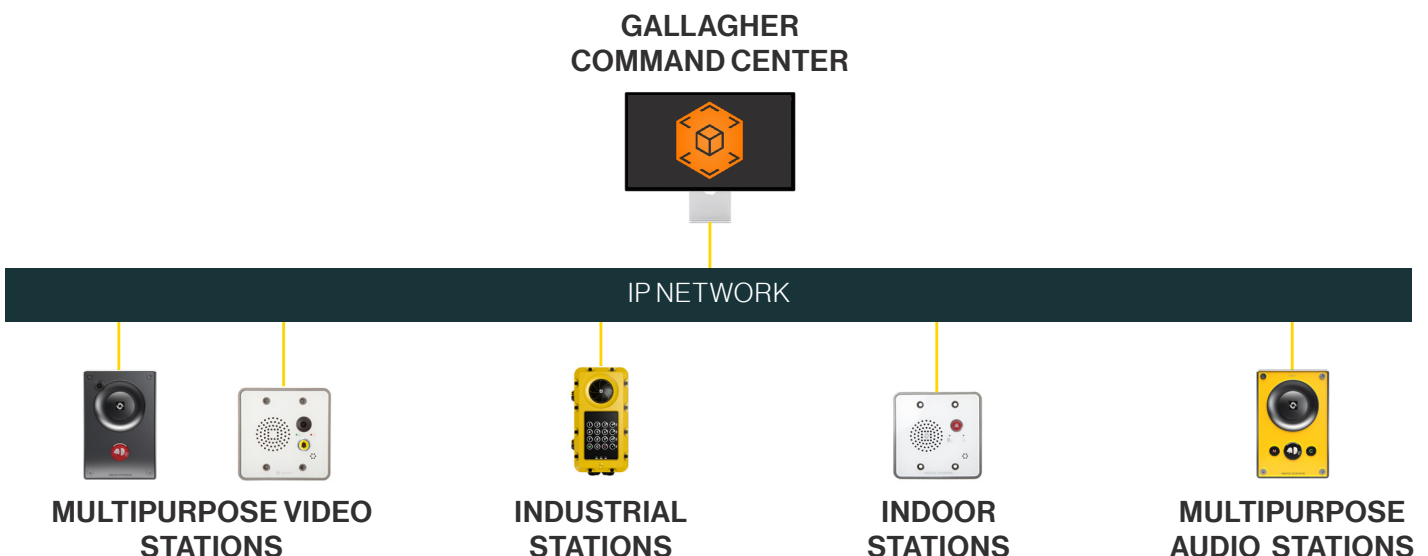 GALLAGHER
COMMAND CENTER
IP NETWORK
MULTIPURPOSE VIDEO
STATIONS
INDUSTRIAL
STATIONS
INDOOR
STATIONS
MULTIPURPOSE
AUDIO STATIONS